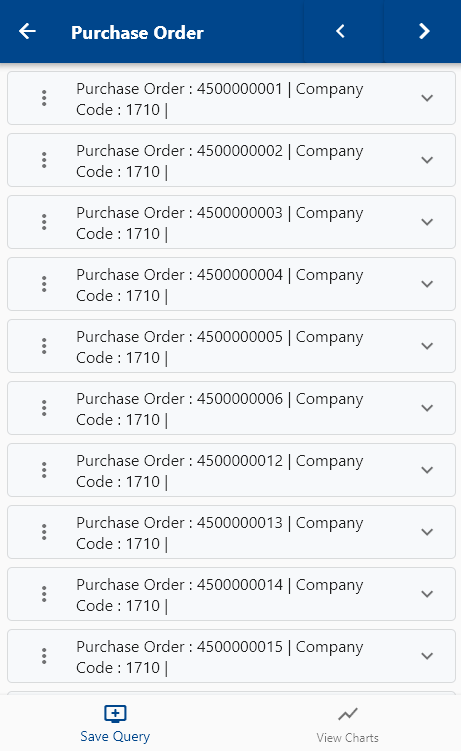 Purchase Order
Purchase Order : 4500000001 | Company
Code : 1710 |
Purchase Order : 4500000002 | Company
Code : 1710 |
Purchase Order : 4500000003 | Company
Code : 1710 |
Purchase Order : 4500000004 | Company
Code : 1710 |
Purchase Order : 4500000005 | Company
Code : 1710 |
Purchase Order : 4500000006 | Company
Code : 1710 |
Purchase Order : 4500000012 | Company
Code : 1710 |
Purchase Order : 4500000013 | Company
Code : 1710 |
Purchase Order : 4500000014 | Company
Code : 1710 |
Purchase Order : 4500000015 | Company
Code : 1710 |
Save Query
View Charts